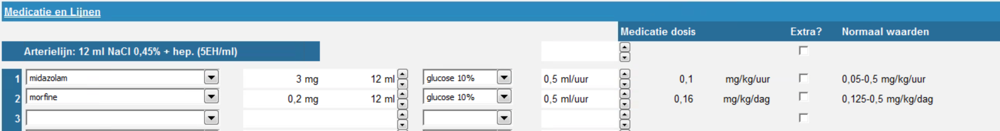 Medicatie en Lijnen
Medicatie dosis Extra? Normaal waarden
Arterielijn: 12 ml NaCl 0,45% + hep. (5EH/ml)
1 midazolam 3 mg 12 ml glucose 10% 0,5 ml/uur 0,1 mg/kg/uur 0,05-0,5 mg/kg/uur
2 morfine 0,2 mg 12 ml glucose 10% 0,5 ml/uur 0,16 mg/kg/dag 0,125-0,5 mg/kg/dag
3